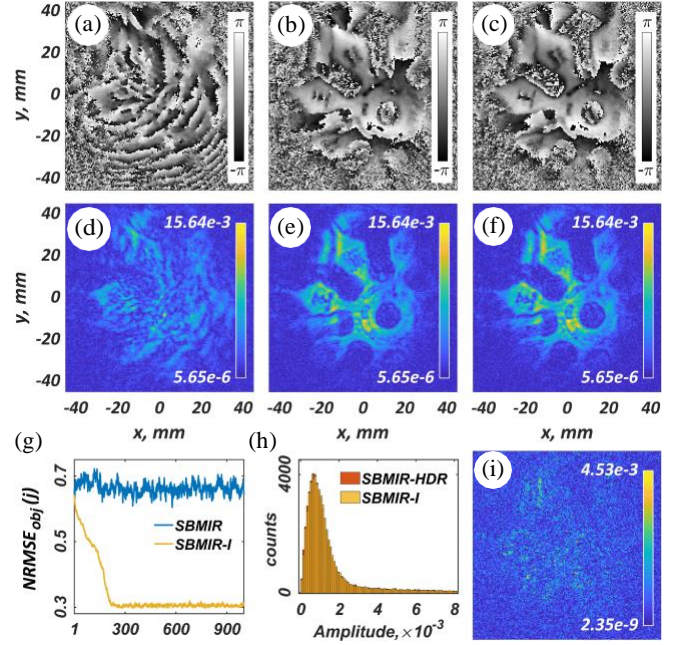 (a) π -π
(b) π -π
(c) π -π
y, mm
40
20
0
-20
-40
(d) 15.64e-3 5.65e-6
(e) 15.64e-3 5.65e-6
(f) 15.64e-3 5.65e-6
y, mm
40
20
0
-20
-40
-40 -20 0 20 40
-40 -20 0 20 40
-40 -20 0 20 40
x, mm
x, mm
x, mm
(g)
NRMSEobj(j)
0.7
0.5
0.3
SBMIR
SBMIR-I
1 300 600 900
(h)
counts
4000
0
SBMIR-HDR
SBMIR-I
0 2 4 6 8
Amplitude, ×10-3
(i)
4.53e-3
2.35e-9